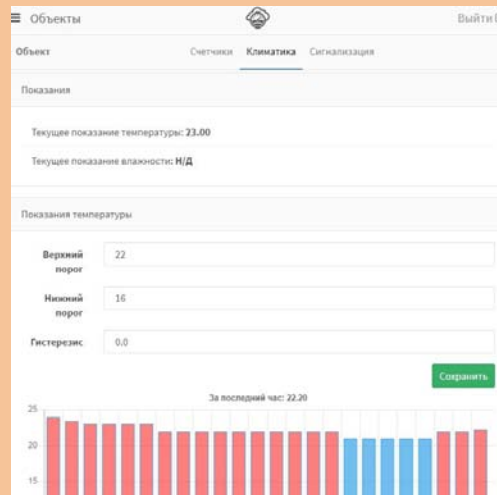 Объекты Выйти
Объект Счетчики Климатика Сигнализация
Показания
Текущее показание температуры: 23.00
Текущее показание влажности: Н/Д
Показания температуры
Верхний порог 22
Нижний порог 16
Гистерезис 0.0
Сохранить
За последний час: 22.20
25
20
15